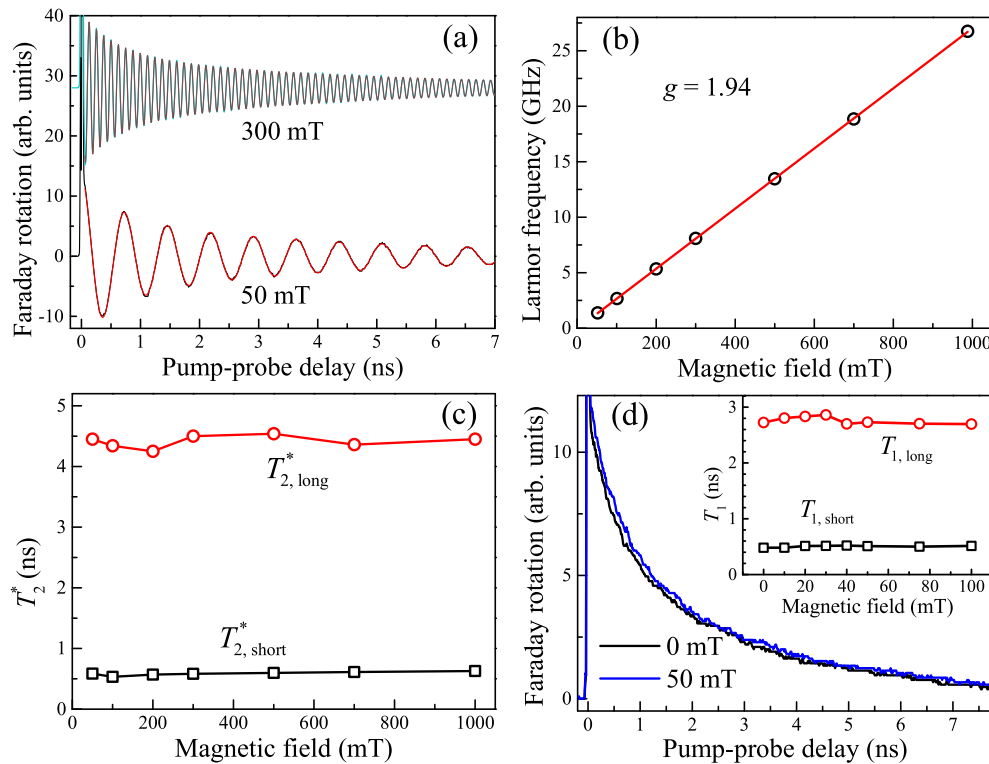 (a)
40
30
20
10
0
-10
Faraday rotation (arb. units)
300 mT
50 mT
0 1 2 3 4 5 6 7
Pump-probe delay (ns)
(b)
g = 1.94
25
20
15
10
5
0
Larmor frequency (GHz)
200 400 600 800 1000
Magnetic field (mT)
(c)
5
4
3
2
1
0
T*2 (ns)
T*2, long
T*2, short
0 200 400 600 800 1000
Magnetic field (mT)
(d)
10
5
0
Faraday rotation (arb. units)
0 mT
50 mT
0 1 2 3 4 5 6 7
Pump-probe delay (ns)
3
2
1
0
T1 (ns)
T1, long
T1, short
0 20 40 60 80 100
Magnetic field (mT)